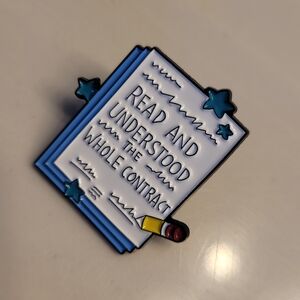 READ AND
UNDERSTOOD
THE
WHOLE CONTRACT